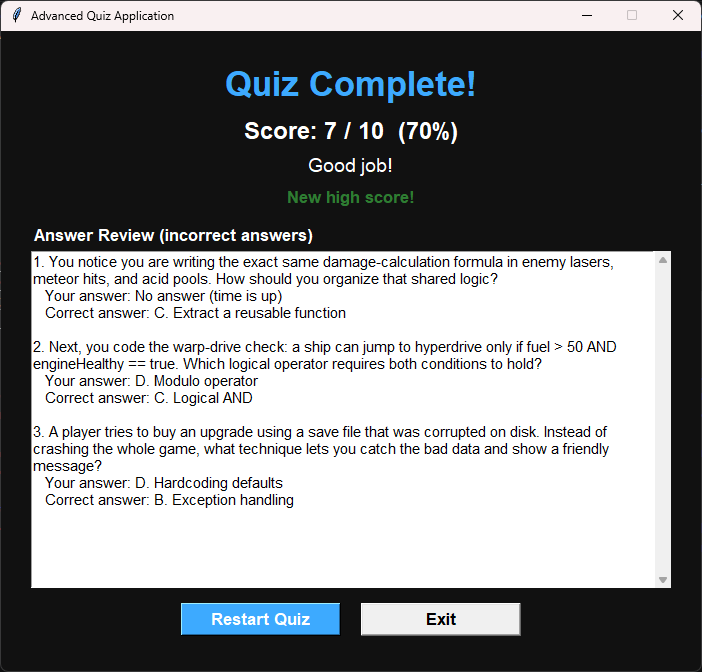 Advanced Quiz Application
Quiz Complete!
Score: 7 / 10  (70%)
Good job!
New high score!
Answer Review (incorrect answers)
1. You notice you are writing the exact same damage-calculation formula in enemy lasers,
meteor hits, and acid pools. How should you organize that shared logic?
Your answer: No answer (time is up)
Correct answer: C. Extract a reusable function
2. Next, you code the warp-drive check: a ship can jump to hyperdrive only if fuel > 50 AND
engineHealthy == true. Which logical operator requires both conditions to hold?
Your answer: D. Modulo operator
Correct answer: C. Logical AND
3. A player tries to buy an upgrade using a save file that was corrupted on disk. Instead of
crashing the whole game, what technique lets you catch the bad data and show a friendly
message?
Your answer: D. Hardcoding defaults
Correct answer: B. Exception handling
Restart Quiz
Exit